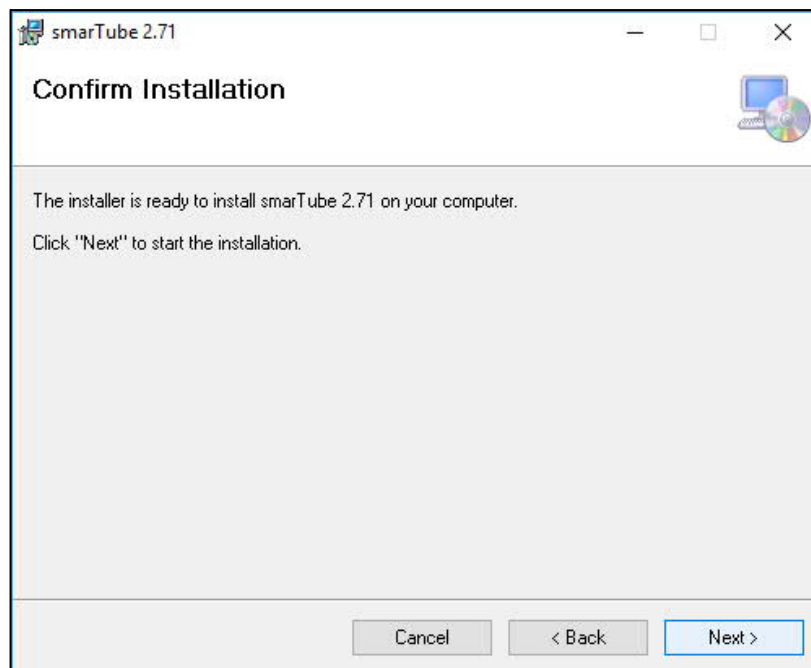 smarTube 2.71
Confirm Installation
The installer is ready to install smarTube 2.71 on your computer.
Click "Next" to start the installation.
Cancel
< Back
Next >